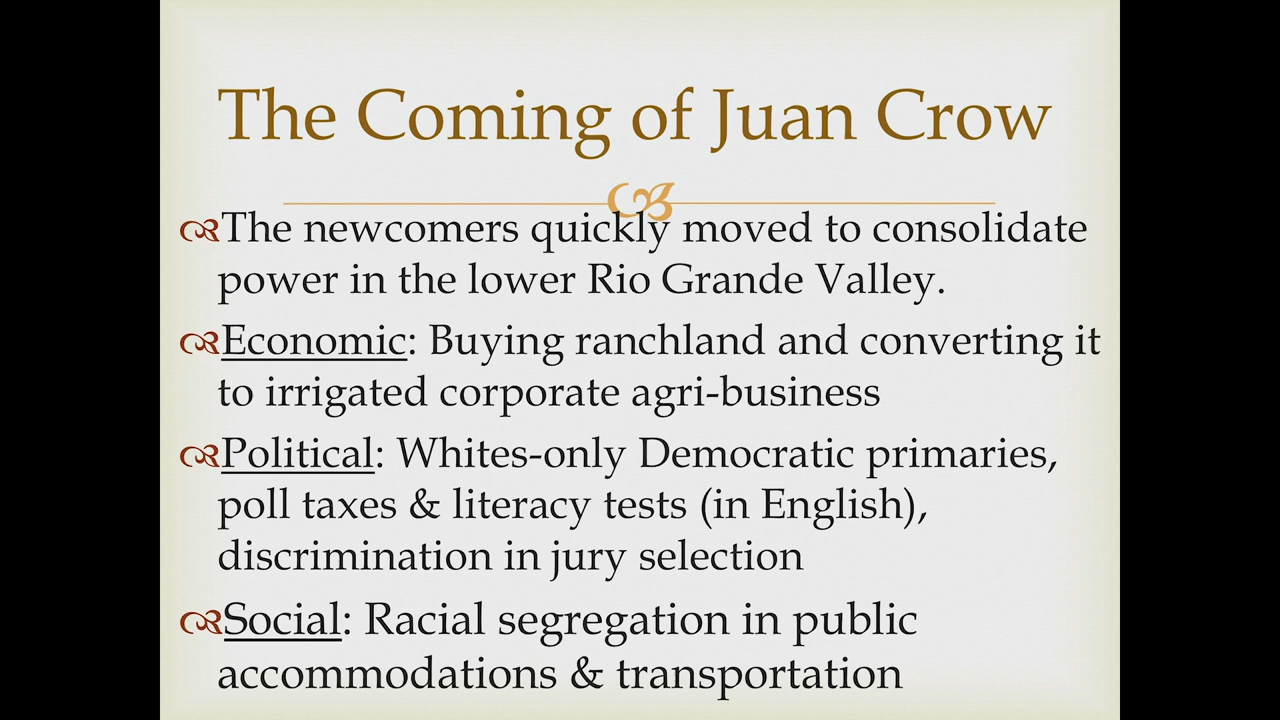 The Coming of Juan Crow
The newcomers quickly moved to consolidate
power in the lower Rio Grande Valley.
Economic: Buying ranchland and converting it
to irrigated corporate agri-business
Political: Whites-only Democratic primaries,
poll taxes & literacy tests (in English),
discrimination in jury selection
Social: Racial segregation in public
accommodations & transportation